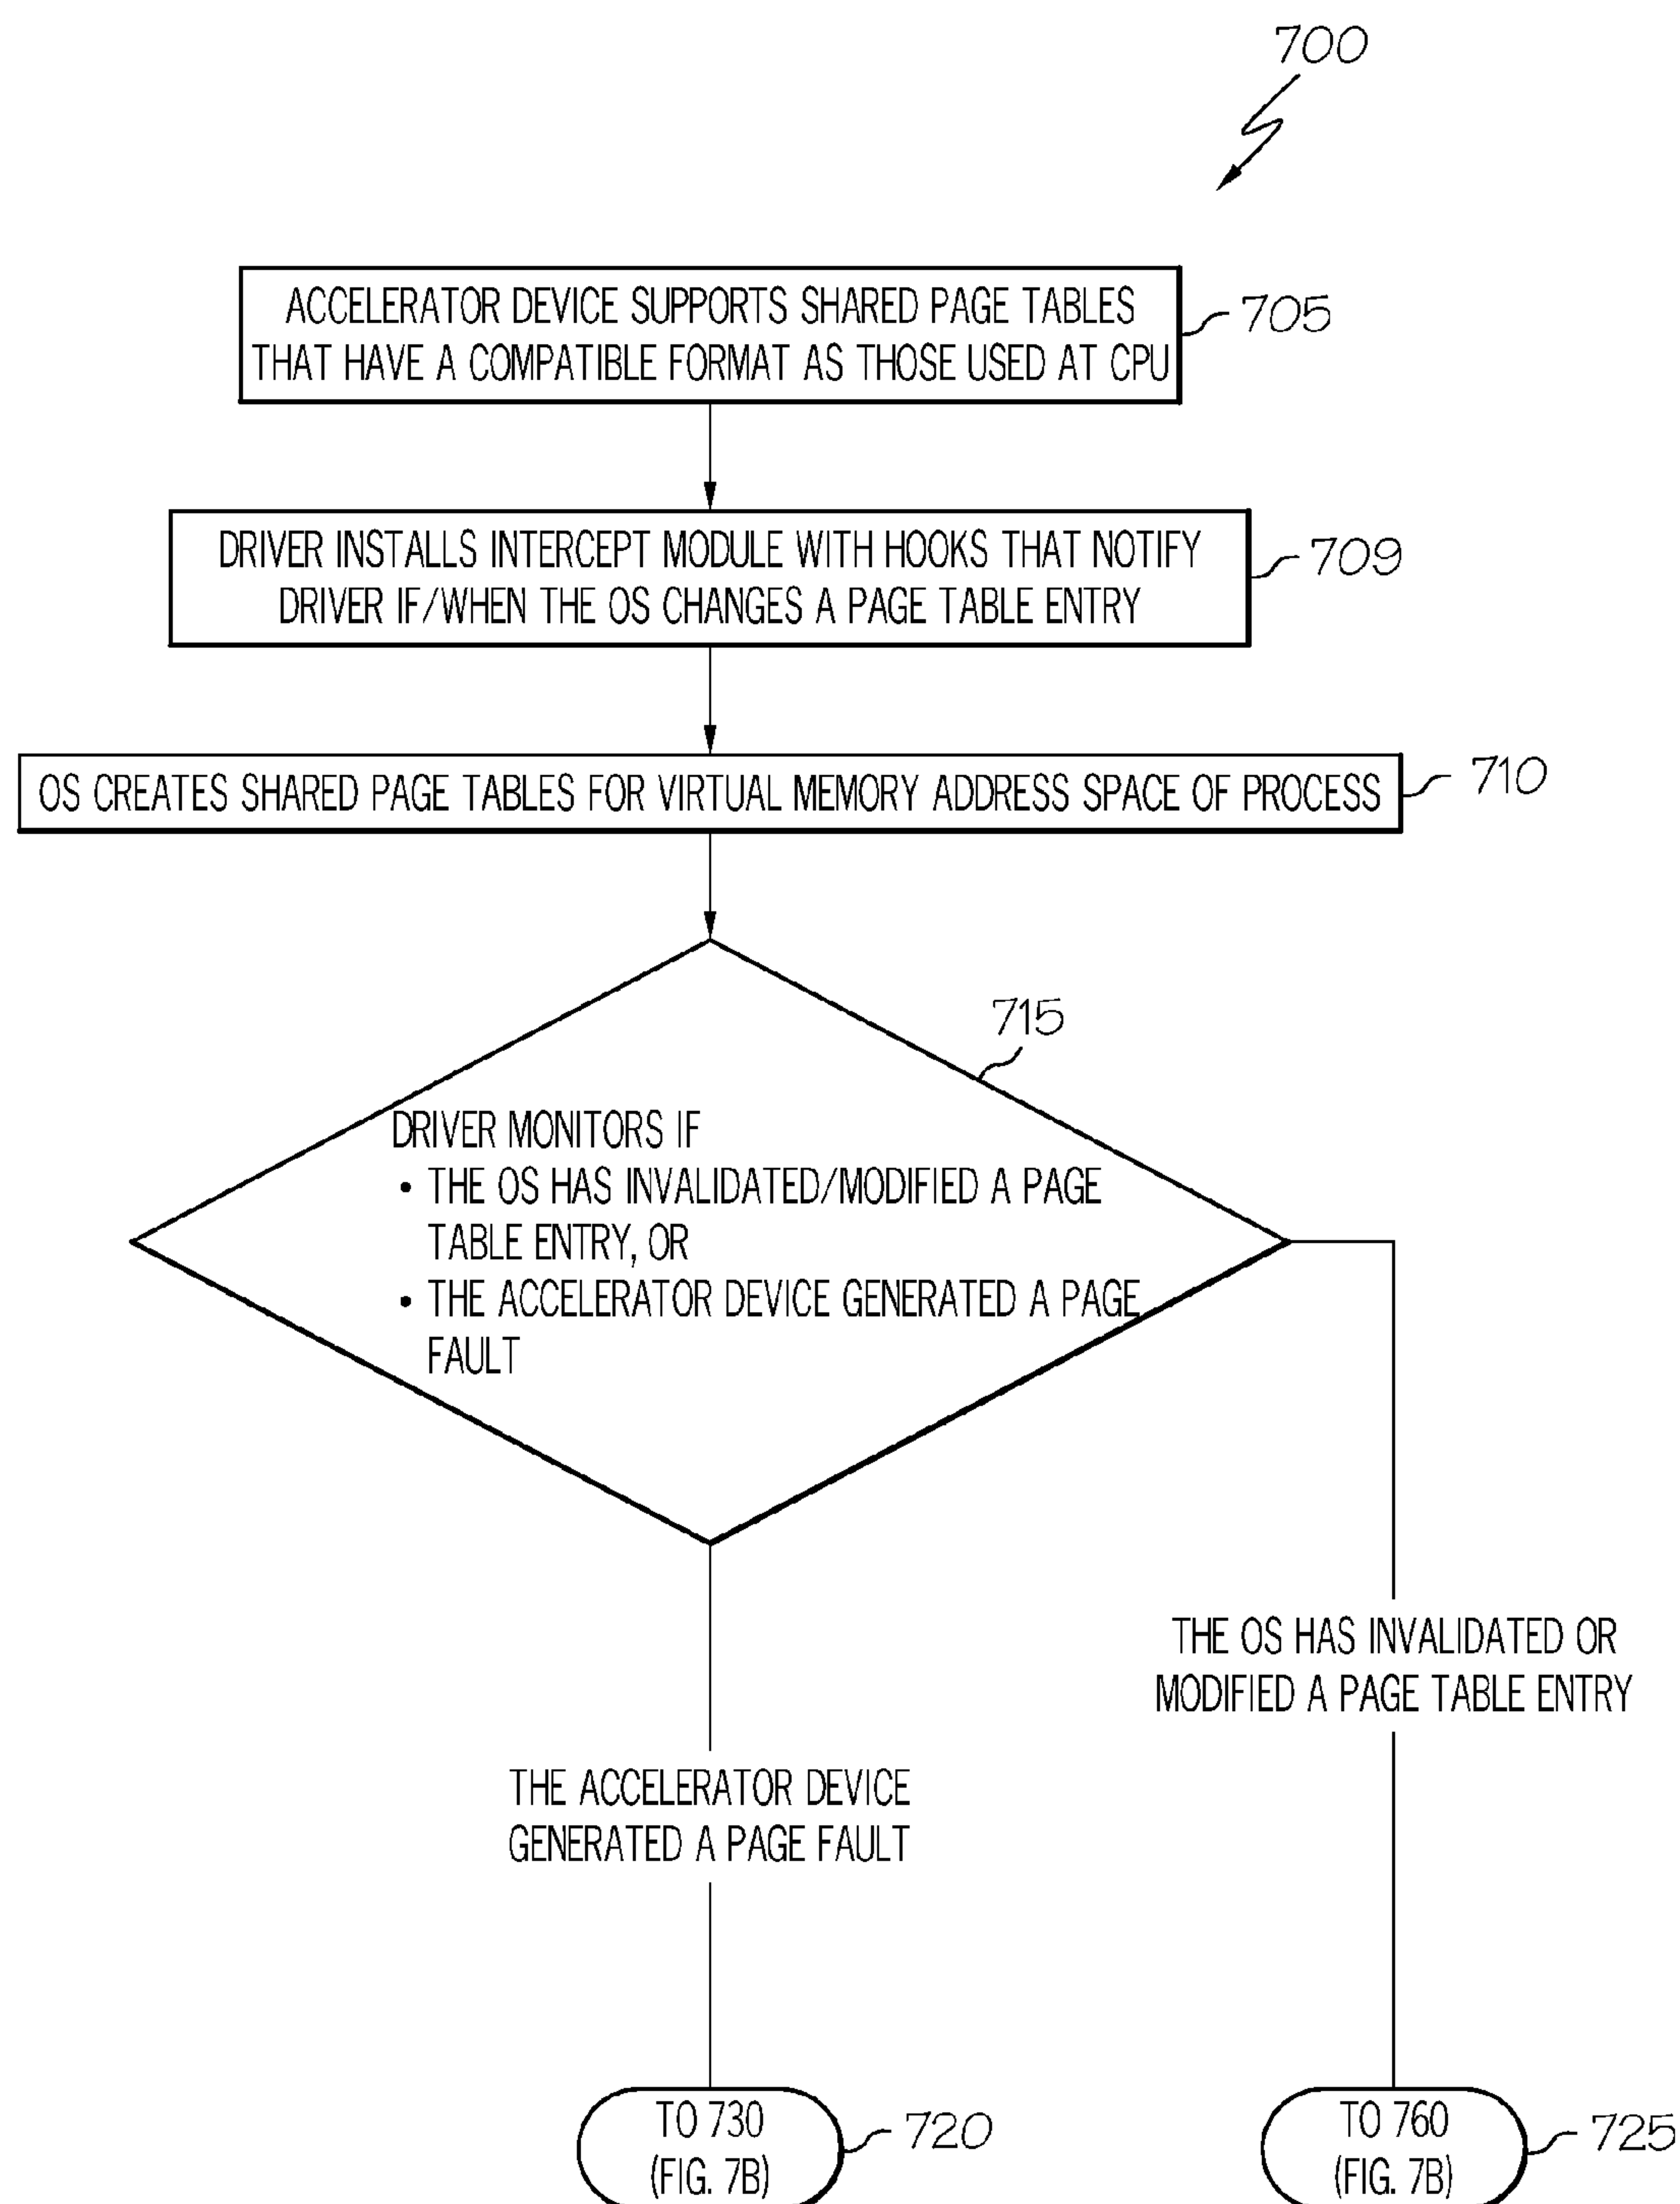 700
ACCELERATOR DEVICE SUPPORTS SHARED PAGE TABLES
THAT HAVE A COMPATIBLE FORMAT AS THOSE USED AT CPU
705
DRIVER INSTALLS INTERCEPT MODULE WITH HOOKS THAT NOTIFY
DRIVER IF/WHEN THE OS CHANGES A PAGE TABLE ENTRY
709
OS CREATES SHARED PAGE TABLES FOR VIRTUAL MEMORY ADDRESS SPACE OF PROCESS
710
715
DRIVER MONITORS IF
• THE OS HAS INVALIDATED/MODIFIED A PAGE
TABLE ENTRY, OR
• THE ACCELERATOR DEVICE GENERATED A PAGE
FAULT
THE OS HAS INVALIDATED OR
MODIFIED A PAGE TABLE ENTRY
THE ACCELERATOR DEVICE
GENERATED A PAGE FAULT
TO 730
(FIG. 7B)
720
TO 760
(FIG. 7B)
725